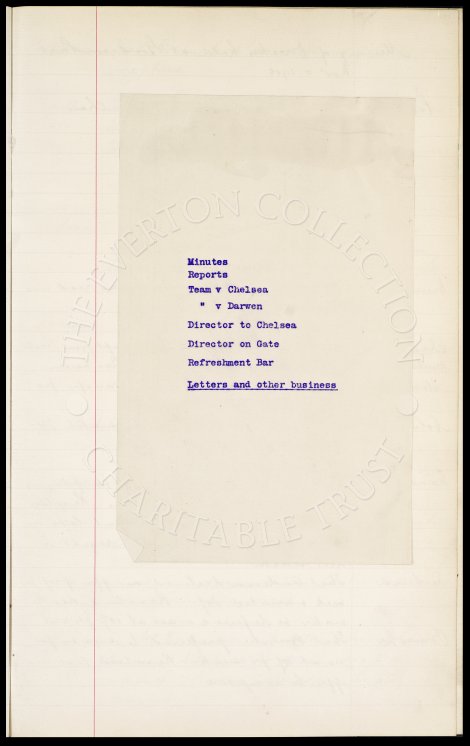 Minutes
Reports
Team v Chelsea
" v Darwen
Director to Chelsea
Director on Gate
Refreshment Bar
Letters and other business
THE EVERTON COLLECTION
CHARITABLE TRUST